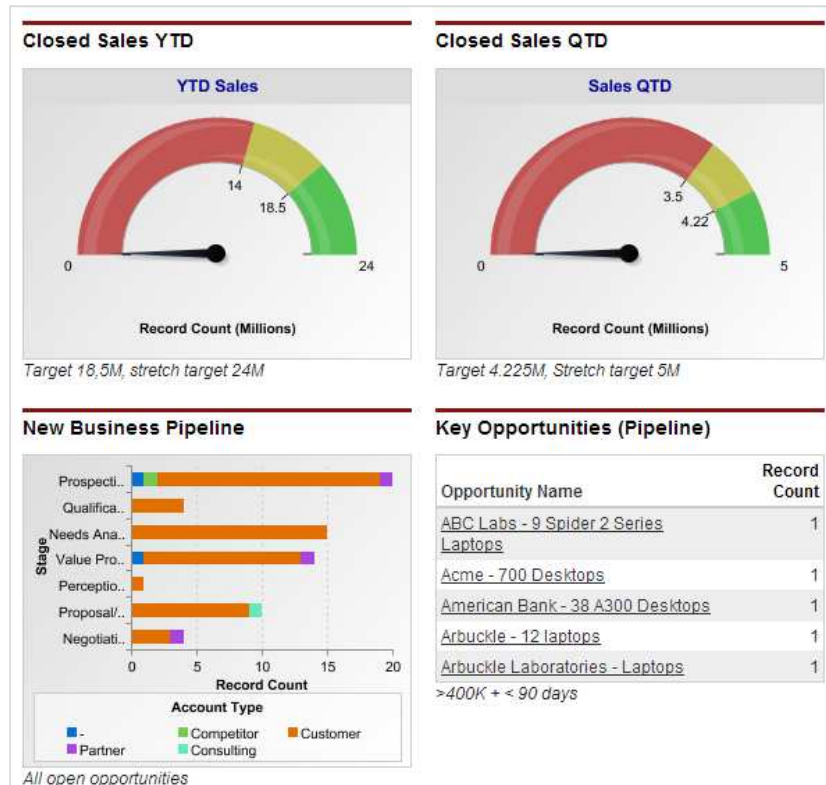 Closed Sales YTD
YTD Sales
14
18.5
0
24
Record Count (Millions)
Target 18,5M, stretch target 24M
Closed Sales QTD
Sales QTD
3.5
4.22
0
5
Record Count (Millions)
Target 4.225M, Stretch target 5M
New Business Pipeline
Stage
Prospecti..
Qualifica..
Needs Ana..
Value Pro..
Perceptio..
Proposal/..
Negotiati..
0 5 10 15 20
Record Count
Account Type
- Competitor Customer
Partner Consulting
All open opportunities
Key Opportunities (Pipeline)
Opportunity Name Record Count
ABC Labs - 9 Spider 2 Series 1
Laptops
Acme - 700 Desktops 1
American Bank - 38 A300 Desktops 1
Arbuckle - 12 laptops 1
Arbuckle Laboratories - Laptops 1
>400K + < 90 days